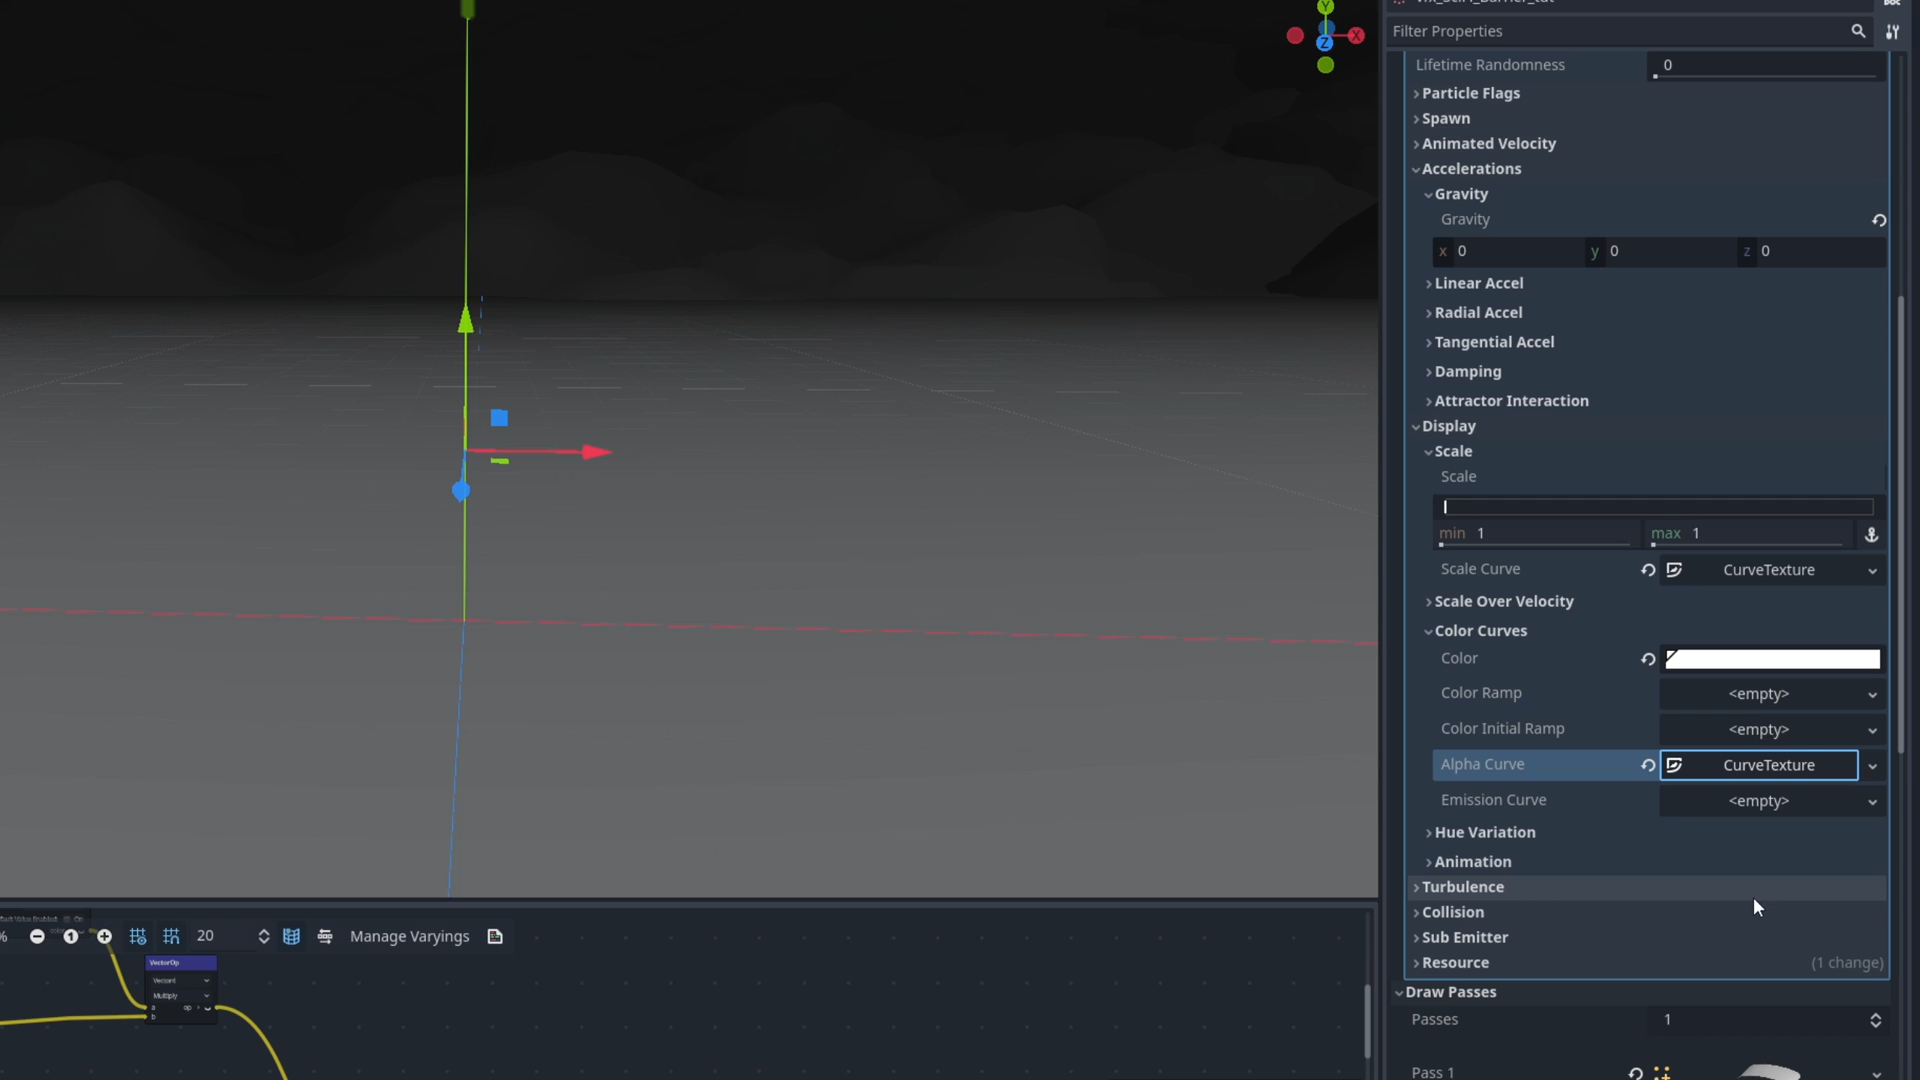 Filter Properties
Y
X
Z
Lifetime Randomness 0
Particle Flags
Spawn
Animated Velocity
Accelerations
Gravity
Gravity
x 0 y 0 z 0
Linear Accel
Radial Accel
Tangential Accel
Damping
Attractor Interaction
Display
Scale
Scale
min 1 max 1
Scale Curve CurveTexture
Scale Over Velocity
Color Curves
Color
Color Ramp <empty>
Color Initial Ramp <empty>
Alpha Curve CurveTexture
Emission Curve <empty>
Hue Variation
Animation
Turbulence
Collision
Sub Emitter
Resource (1 change)
Draw Passes
Passes 1
Pass 1
% 1 20 Manage Varyings
VectorOp
Multiply
a op
b